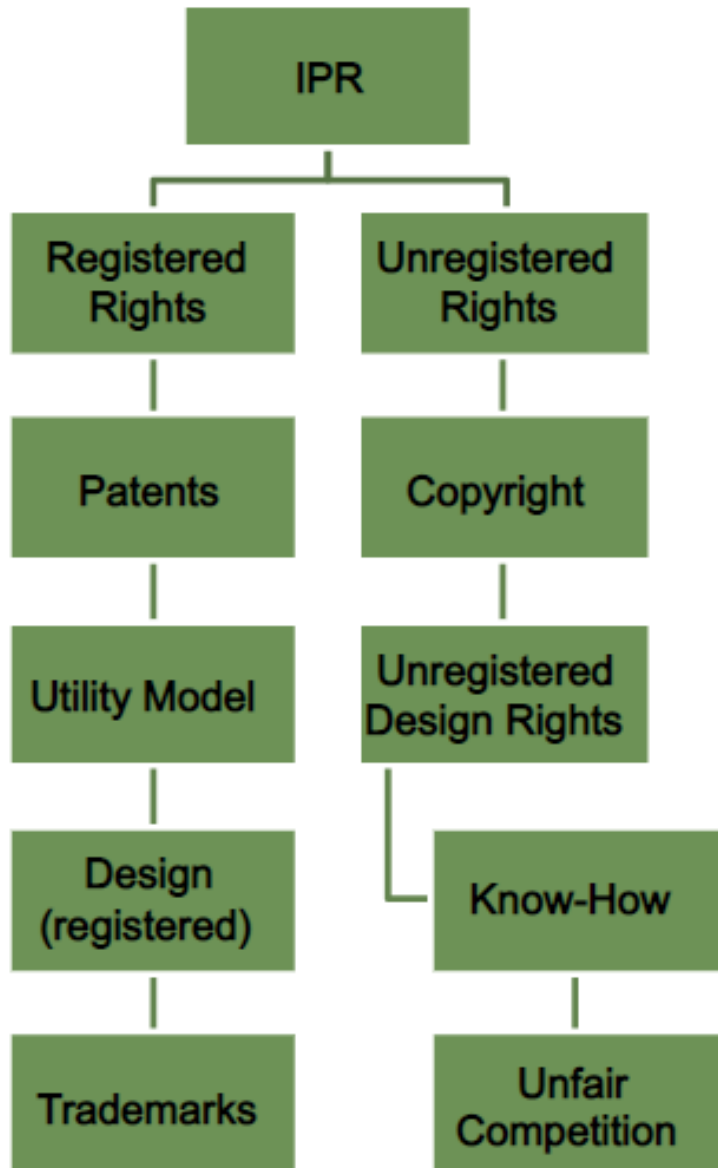 IPR
Registered
Rights
Unregistered
Rights
Patents
Copyright
Utility Model
Unregistered
Design Rights
Design
(registered)
Know-How
Trademarks
Unfair
Competition